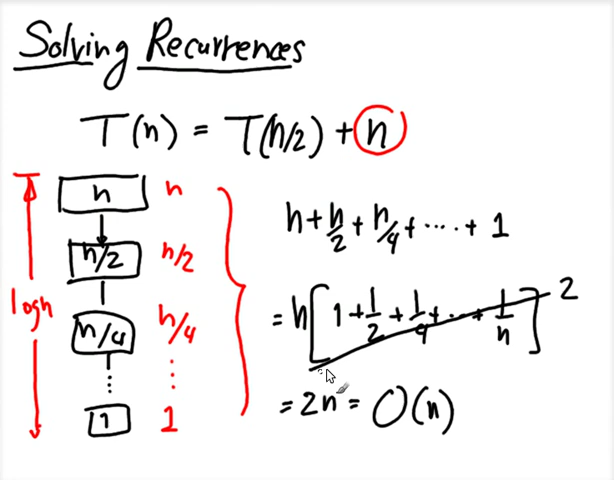 Solving Recurrences
T(n) = T(n/2) + n
n n
n/2 n/2
n/4 n/4
⋮ ⋮
1 1
logn
n + n/2 + n/4 + ⋯ + 1
= n[1 + 1/2 + 1/4 + ⋯ + 1/n] 2
= 2n = O(n)